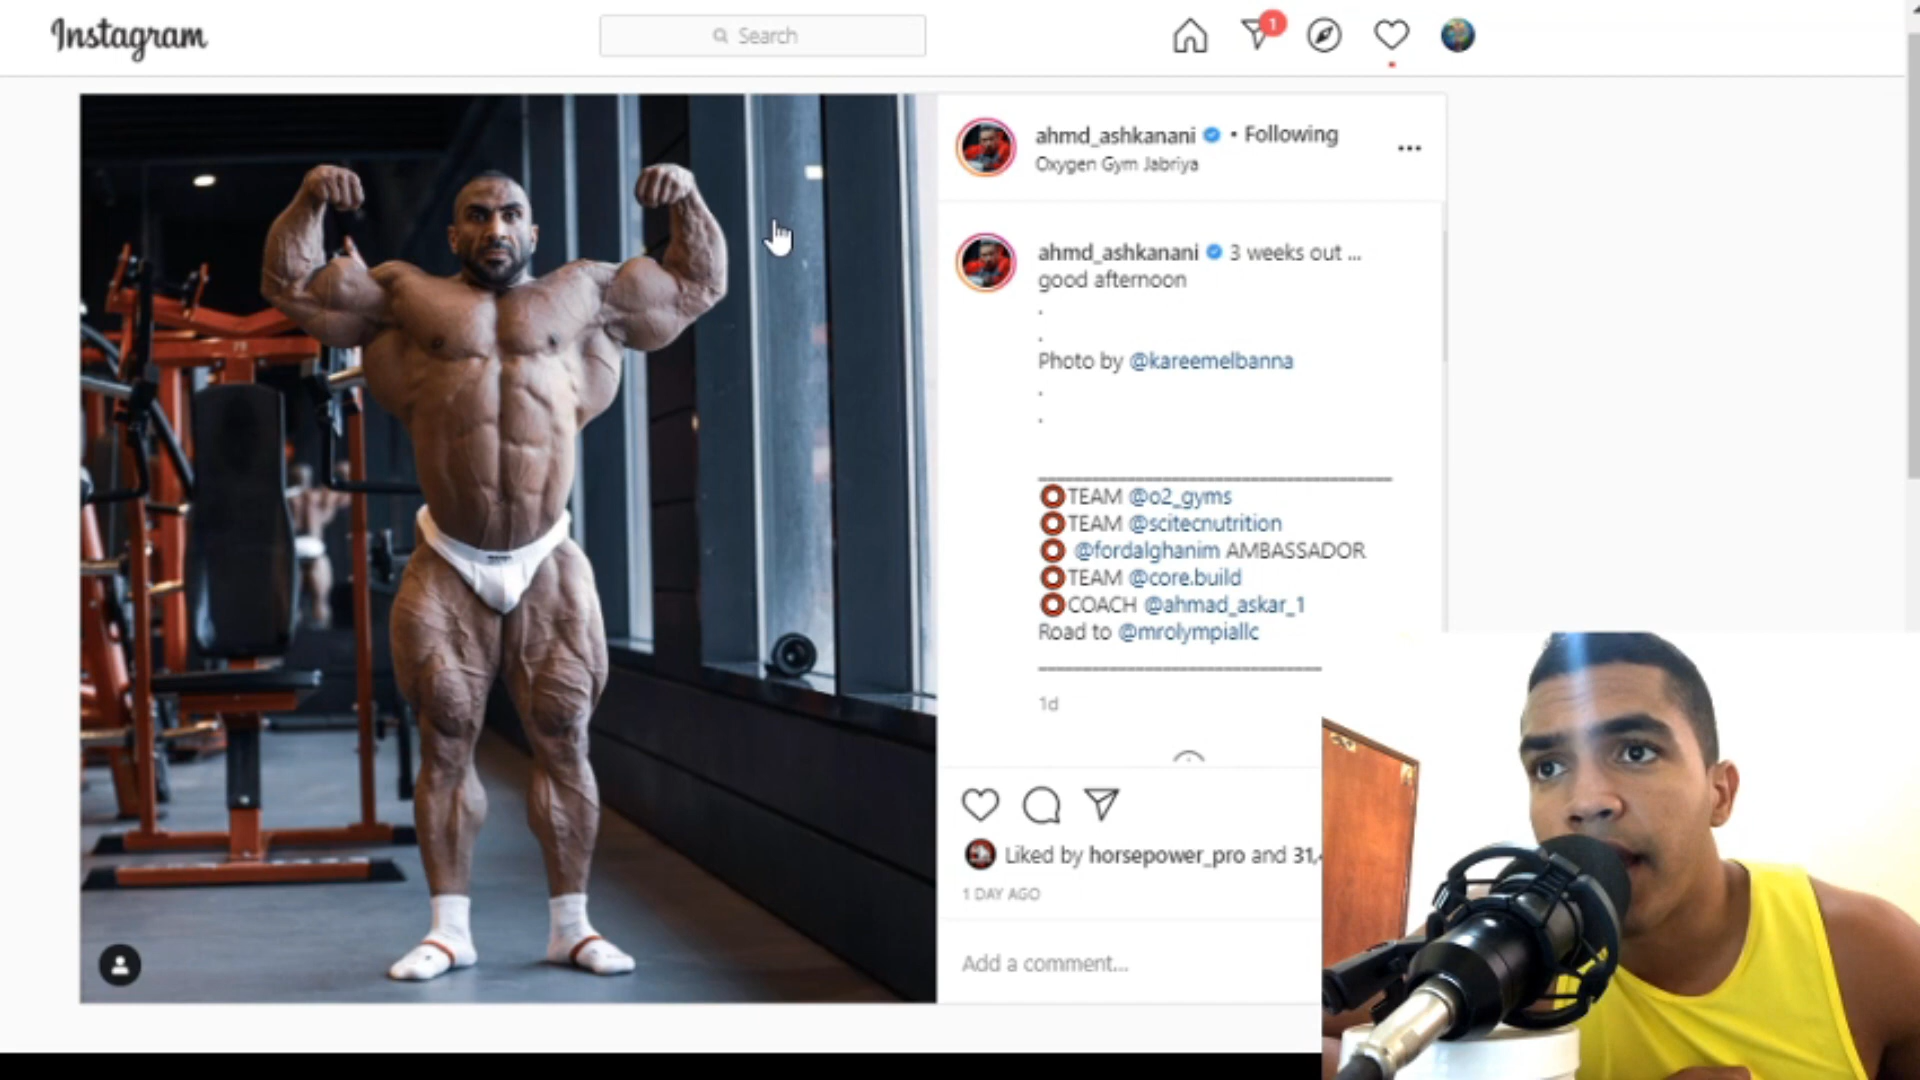 Instagram
Search
1
ahmd_ashkanani • Following
Oxygen Gym Jabriya
ahmd_ashkanani 3 weeks out ...
good afternoon
.
.
Photo by @kareemelbanna
.
.
TEAM @o2_gyms
TEAM @scitecnutrition
@fordalghanim AMBASSADOR
TEAM @core.build
COACH @ahmad_askar_1
Road to @mrolympiallc
1d
Liked by horsepower_pro and 31,
1 DAY AGO
Add a comment...